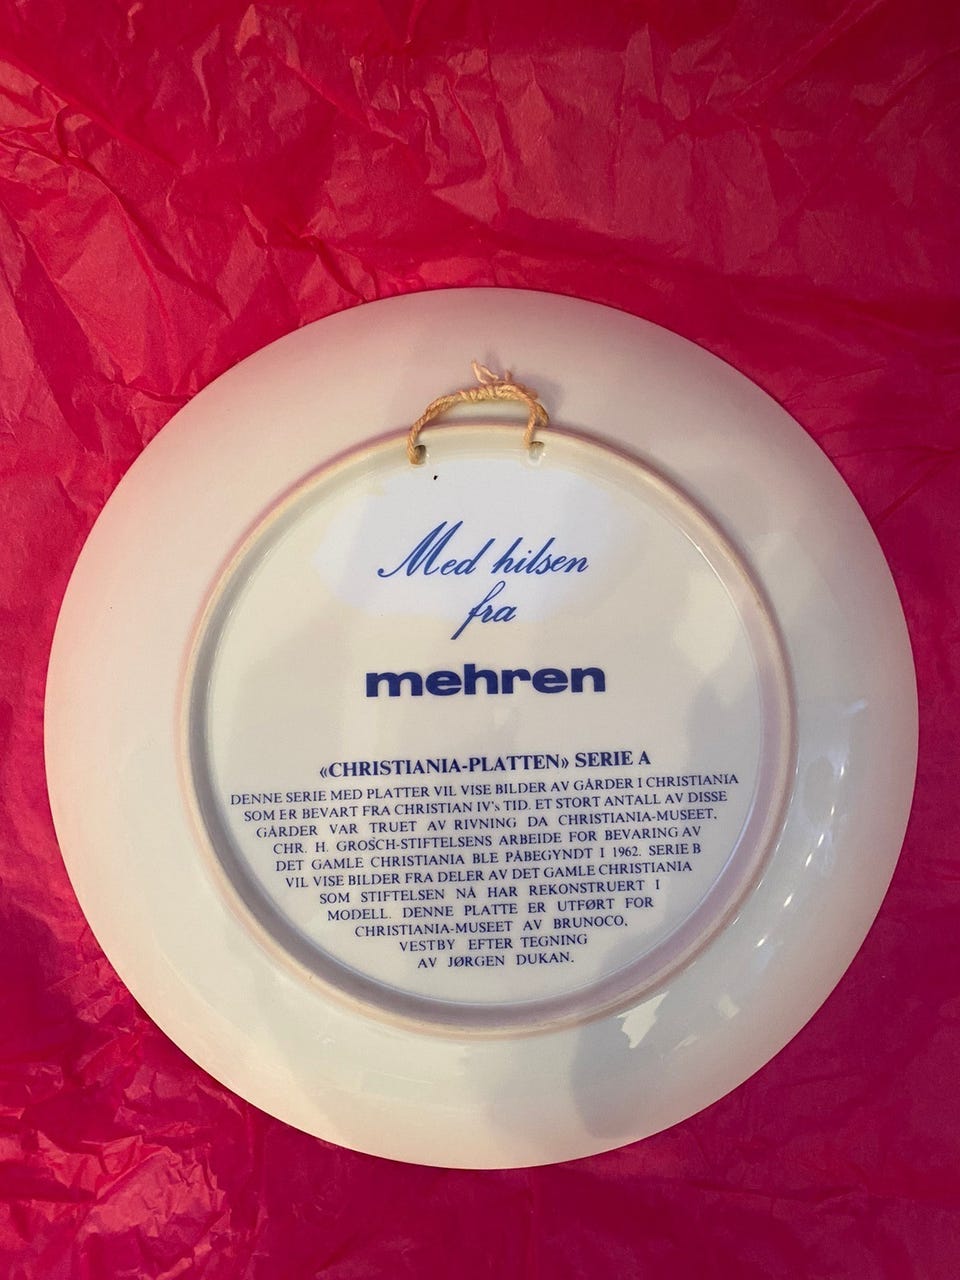 Med hilsen
fra
mehren
«CHRISTIANIA-PLATTEN» SERIE A
DENNE SERIE MED PLATTER VIL VISE BILDER AV GÅRDER I CHRISTIANIA
SOM ER BEVART FRA CHRISTIAN IV's TID. ET STORT ANTALL AV DISSE
GÅRDER VAR TRUET AV RIVNING DA CHRISTIANIA-MUSEET,
CHR. H. GROSCH-STIFTELSENS ARBEIDE FOR BEVARING AV
DET GAMLE CHRISTIANIA BLE PÅBEGYNDT I 1962. SERIE B
VIL VISE BILDER FRA DELER AV DET GAMLE CHRISTIANIA
SOM STIFTELSEN NÅ HAR REKONSTRUERT I
MODELL. DENNE PLATTE ER UTFØRT FOR
CHRISTIANIA-MUSEET AV BRUNOCO,
VESTBY EFTER TEGNING
AV JØRGEN DUKAN.